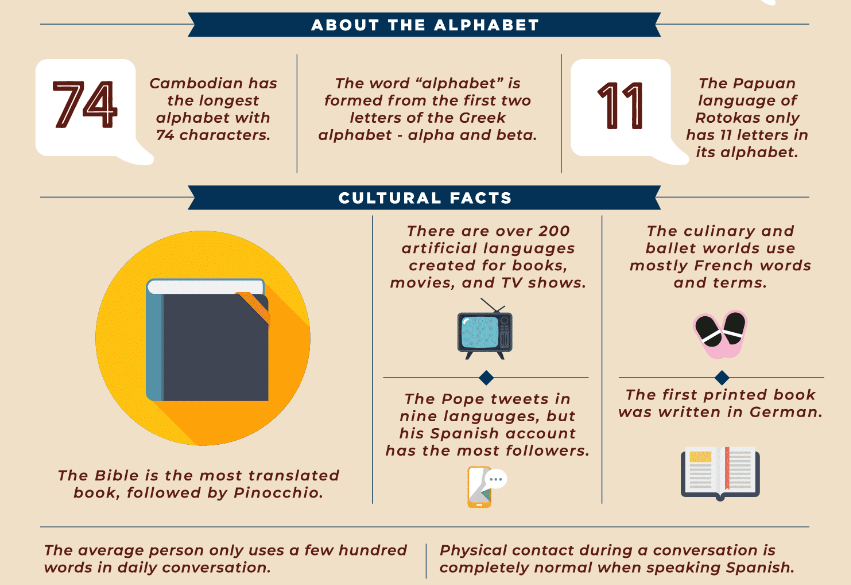 ABOUT THE ALPHABET
74
Cambodian has
the longest
alphabet with
74 characters.
The word “alphabet” is
formed from the first two
letters of the Greek
alphabet - alpha and beta.
11
The Papuan
language of
Rotokas only
has 11 letters in
its alphabet.
CULTURAL FACTS
The Bible is the most translated
book, followed by Pinocchio.
There are over 200
artificial languages
created for books,
movies, and TV shows.
The Pope tweets in
nine languages, but
his Spanish account
has the most followers.
The culinary and
ballet worlds use
mostly French words
and terms.
The first printed book
was written in German.
The average person only uses a few hundred
words in daily conversation.
Physical contact during a conversation is
completely normal when speaking Spanish.